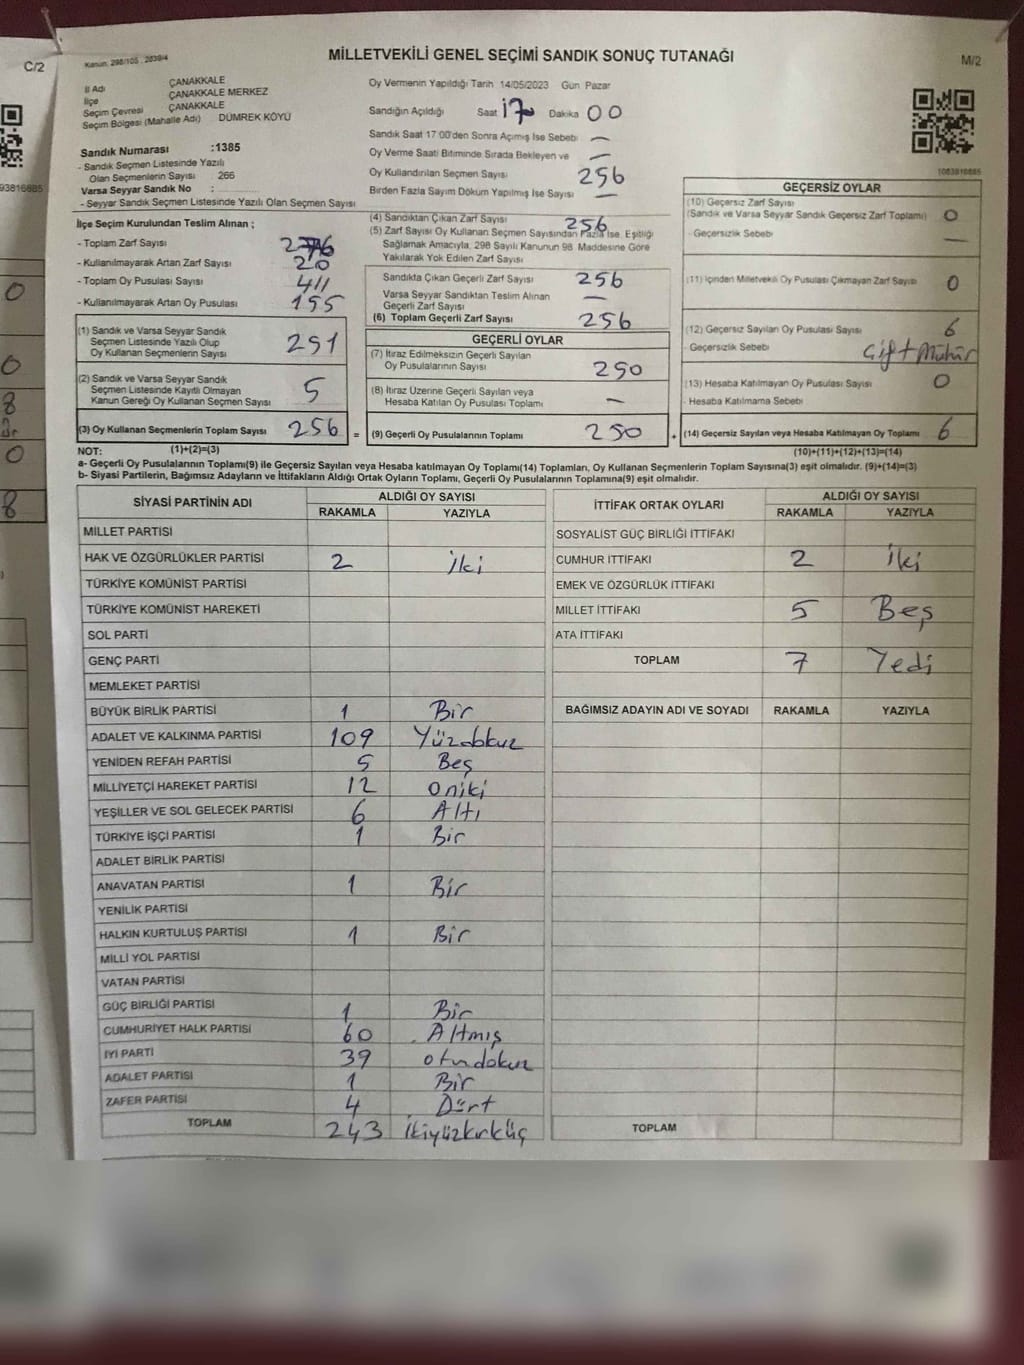 C/2
Kanun: 298/105 2839/4
MİLLETVEKİLİ GENEL SEÇİMİ SANDIK SONUÇ TUTANAĞI
M/2
İl Adı ÇANAKKALE
İlçe ÇANAKKALE MERKEZ
Seçim Çevresi ÇANAKKALE
Seçim Bölgesi (Mahalle Adı) DÜMREK KÖYÜ
Sandık Numarası :1385
- Sandık Seçmen Listesinde Yazılı
Olan Seçmenlerin Sayısı : 266
Varsa Seyyar Sandık No :
- Seyyar Sandık Seçmen Listesinde Yazılı Olan Seçmen Sayısı
Oy Vermenin Yapıldığı Tarih 14/05/2023 Gün Pazar
Sandığın Açıldığı Saat 17 Dakika 00
Sandık Saat 17 00'den Sonra Açımış İse Sebebi —
Oy Verme Saati Bitiminde Sırada Bekleyen ve —
Oy Kullandırılan Seçmen Sayısı 256
Birden Fazla Sayım Döküm Yapılmış İse Sayısı —
1083816685
93816685
İlçe Seçim Kurulundan Teslim Alınan ;
- Toplam Zarf Sayısı 276
- Kullanılmayarak Artan Zarf Sayısı 20
- Toplam Oy Pusulası Sayısı 411
- Kullanılmayarak Artan Oy Pusulası 155
(1) Sandık ve Varsa Seyyar Sandık
Seçmen Listesinde Yazılı Olup
Oy Kullanan Seçmenlerin Sayısı 251
(2) Sandık ve Varsa Seyyar Sandık
Seçmen Listesinde Kayıtlı Olmayan
Kanun Gereği Oy Kullanan Seçmen Sayısı 5
(3) Oy Kullanan Seçmenlerin Toplam Sayısı 256 =
(4) Sandıktan Çıkan Zarf Sayısı 256
(5) Zarf Sayısı Oy Kullanan Seçmen Sayısından Fazla İse, Eşitliği
Sağlamak Amacıyla, 298 Sayılı Kanunun 98. Maddesine Göre
Yakılarak Yok Edilen Zarf Sayısı
Sandıkta Çıkan Geçerli Zarf Sayısı 256
Varsa Seyyar Sandıktan Teslim Alınan
Geçerli Zarf Sayısı —
(6) Toplam Geçerli Zarf Sayısı 256
GEÇERLİ OYLAR
(7) İtiraz Edilmeksizin Geçerli Sayılan
Oy Pusulalarının Sayısı 250
(8) İtiraz Üzerine Geçerli Sayılan veya
Hesaba Katılan Oy Pusulası Toplamı —
(9) Geçerli Oy Pusulalarının Toplamı 250 +
GEÇERSİZ OYLAR
(10) Geçersiz Zarf Sayısı
(Sandık ve Varsa Seyyar Sandık Geçersiz Zarf Toplamı) 0
- Geçersizlik Sebebi —
(11) İçinden Milletvekili Oy Pusulası Çıkmayan Zarf Sayısı 0
(12) Geçersiz Sayılan Oy Pusulası Sayısı 6
- Geçersizlik Sebebi Çift Mühür
(13) Hesaba Katılmayan Oy Pusulası Sayısı 0
- Hesaba Katılmama Sebebi
(14) Geçersiz Sayılan veya Hesaba Katılmayan Oy Toplamı 6
NOT: (1)+(2)=(3) (10)+(11)+(12)+(13)=(14)
a- Geçerli Oy Pusulalarının Toplamı(9) ile Geçersiz Sayılan veya Hesaba katılmayan Oy Toplamı(14) Toplamları, Oy Kullanan Seçmenlerin Toplam Sayısına(3) eşit olmalıdır. (9)+(14)=(3)
b- Siyasi Partilerin, Bağımsız Adayların ve İttifakların Aldığı Ortak Oyların Toplamı, Geçerli Oy Pusulalarının Toplamına(9) eşit olmalıdır.
SİYASİ PARTİNİN ADI ALDIĞI OY SAYISI
RAKAMLA YAZIYLA
MİLLET PARTİSİ
HAK VE ÖZGÜRLÜKLER PARTİSİ 2 İki
TÜRKİYE KOMÜNİST PARTİSİ
TÜRKİYE KOMÜNİST HAREKETİ
SOL PARTİ
GENÇ PARTİ
MEMLEKET PARTİSİ
BÜYÜK BİRLİK PARTİSİ 1 Bir
ADALET VE KALKINMA PARTİSİ 109 Yüzdokuz
YENİDEN REFAH PARTİSİ 5 Beş
MİLLİYETÇİ HAREKET PARTİSİ 12 oniki
YEŞİLLER VE SOL GELECEK PARTİSİ 6 Altı
TÜRKİYE İŞÇİ PARTİSİ 1 Bir
ADALET BİRLİK PARTİSİ
ANAVATAN PARTİSİ 1 Bir
YENİLİK PARTİSİ
HALKIN KURTULUŞ PARTİSİ 1 Bir
MİLLİ YOL PARTİSİ
VATAN PARTİSİ
GÜÇ BİRLİĞİ PARTİSİ 1 Bir
CUMHURİYET HALK PARTİSİ 60 Altmış
İYİ PARTİ 39 otuzdokuz
ADALET PARTİSİ 1 Bir
ZAFER PARTİSİ 4 Dört
TOPLAM 243 ikiyüzkırküç
İTTİFAK ORTAK OYLARI ALDIĞI OY SAYISI
RAKAMLA YAZIYLA
SOSYALİST GÜÇ BİRLİĞİ İTTİFAKI
CUMHUR İTTİFAKI 2 İki
EMEK VE ÖZGÜRLÜK İTTİFAKI
MİLLET İTTİFAKI 5 Beş
ATA İTTİFAKI
TOPLAM 7 Yedi
BAĞIMSIZ ADAYIN ADI VE SOYADI RAKAMLA YAZIYLA
TOPLAM
0
0
8
0
8